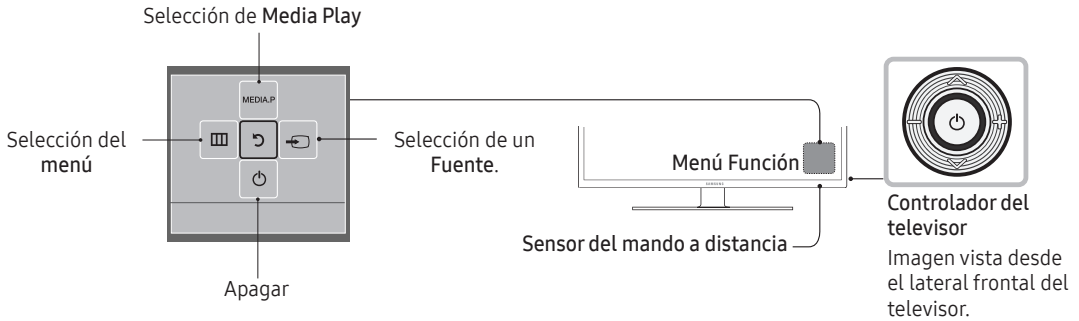 Selección de Media Play
MEDIA.P
Selección del
menú
Selección de un
Fuente.
Apagar
Menú Función
SAMSUNG
Sensor del mando a distancia
Controlador del
televisor
Imagen vista desde
el lateral frontal del
televisor.